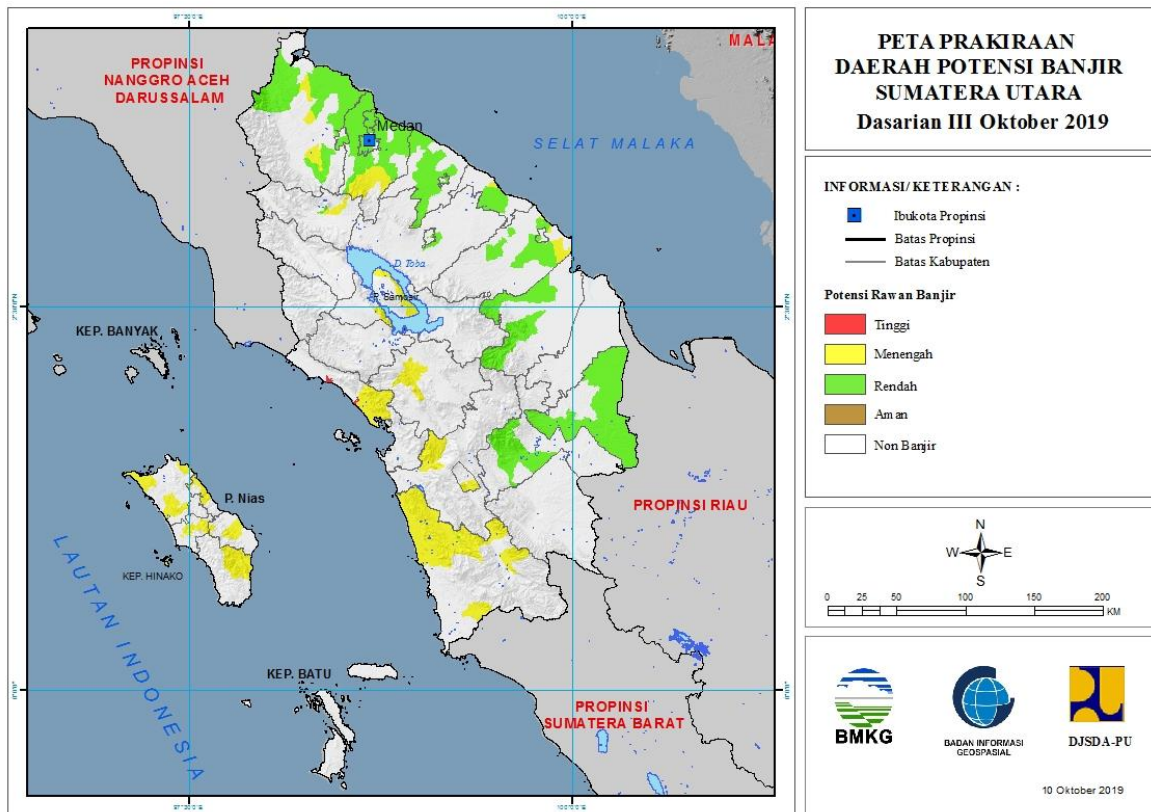 PETA PRAKIRAAN
DAERAH POTENSI BANJIR
SUMATERA UTARA
Dasarian III Oktober 2019
INFORMASI/ KETERANGAN :
Ibukota Propinsi
Batas Propinsi
Batas Kabupaten
Potensi Rawan Banjir
Tinggi
Menengah
Rendah
Aman
Non Banjir
N
W E
S
0 25 50 100 150 200
KM
BMKG
BADAN INFORMASI
GEOSPASIAL
DJSDA-PU
10 Oktober 2019
PROPINSI
NANGGRO ACEH
DARUSSALAM
MALA
Medan
SELAT MALAKA
D. Toba
P. Samosir
KEP. BANYAK
P. Nias
PROPINSI RIAU
KEP. HINAKO
LAUTAN INDONESIA
KEP. BATU
PROPINSI
SUMATERA BARAT